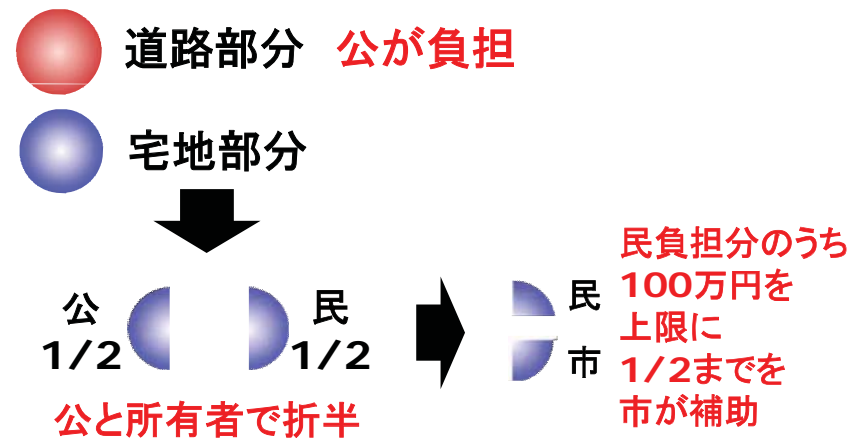 道路部分 公が負担
宅地部分
公
1/2
民
1/2
公と所有者で折半
民
市
民負担分のうち
100万円を
上限に
1/2までを
市が補助